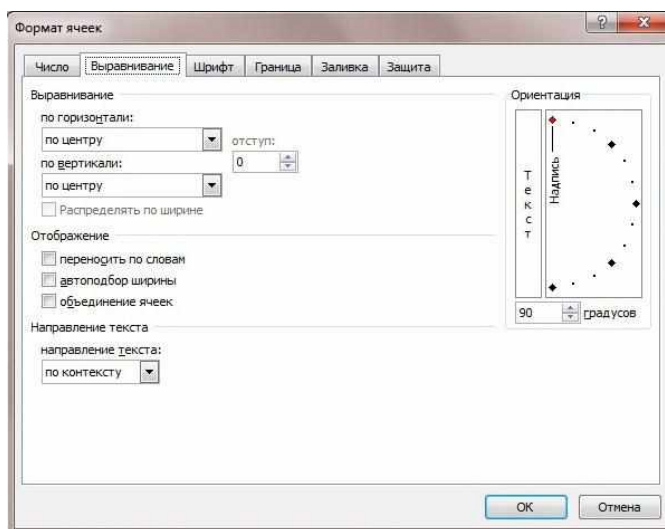 Формат ячеек
Число Выравнивание Шрифт Граница Заливка Защита
Выравнивание
по горизонтали:
по центру
отступ:
по вертикали:
0
по центру
Распределять по ширине
Отображение
переносить по словам
автоподбор ширины
объединение ячеек
Направление текста
направление текста:
по контексту
Ориентация
Текст
Надпись
90 градусов
ОК Отмена